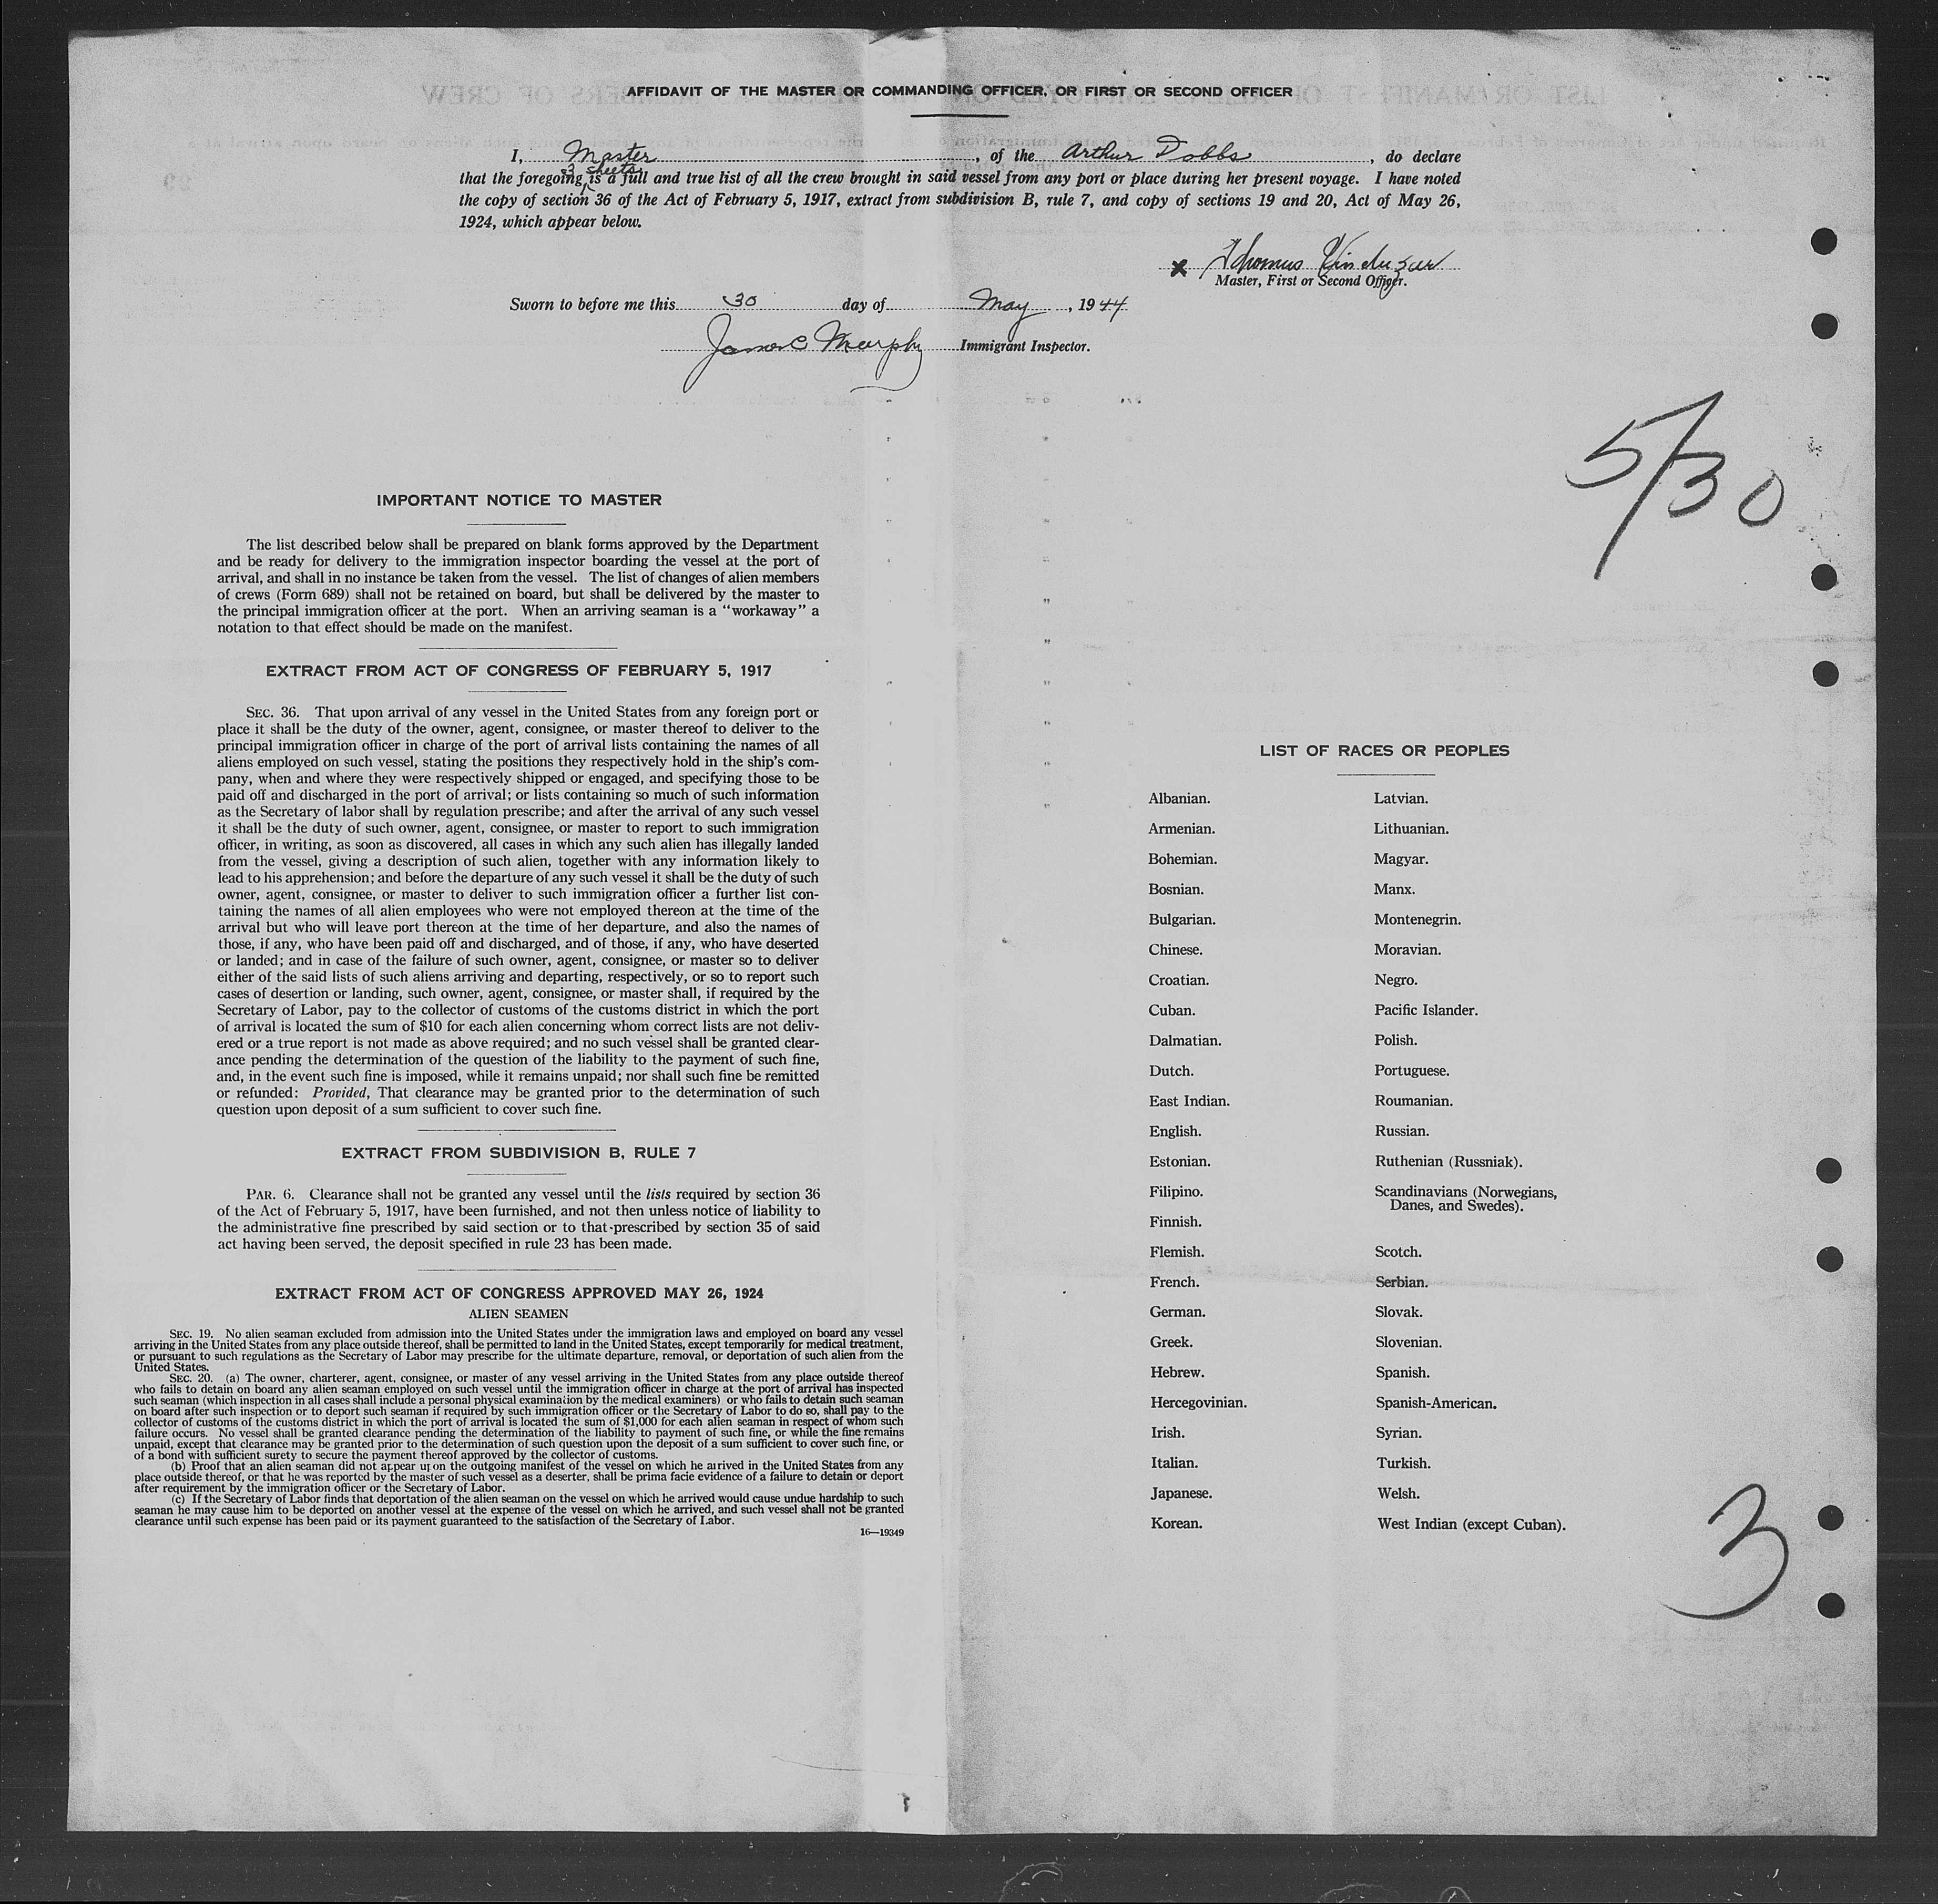 AFFIDAVIT OF THE MASTER OR COMMANDING OFFICER, OR FIRST OR SECOND OFFICER
I, Master, of the Arthur Dobbs, do declare
3 sheets
that the foregoing is a full and true list of all the crew brought in said vessel from any port or place during her present voyage. I have noted
the copy of section 36 of the Act of February 5, 1917, extract from subdivision B, rule 7, and copy of sections 19 and 20, Act of May 26,
1924, which appear below.
x Thomas
Master, First or Second Officer.
Sworn to before me this 30 day of May, 1944
James C Murphy Immigrant Inspector.
5/30
IMPORTANT NOTICE TO MASTER
The list described below shall be prepared on blank forms approved by the Department
and be ready for delivery to the immigration inspector boarding the vessel at the port of
arrival, and shall in no instance be taken from the vessel. The list of changes of alien members
of crews (Form 689) shall not be retained on board, but shall be delivered by the master to
the principal immigration officer at the port. When an arriving seaman is a "workaway" a
notation to that effect should be made on the manifest.
EXTRACT FROM ACT OF CONGRESS OF FEBRUARY 5, 1917
SEC. 36. That upon arrival of any vessel in the United States from any foreign port or
place it shall be the duty of the owner, agent, consignee, or master thereof to deliver to the
principal immigration officer in charge of the port of arrival lists containing the names of all
aliens employed on such vessel, stating the positions they respectively hold in the ship's com-
pany, when and where they were respectively shipped or engaged, and specifying those to be
paid off and discharged in the port of arrival; or lists containing so much of such information
as the Secretary of labor shall by regulation prescribe; and after the arrival of any such vessel
it shall be the duty of such owner, agent, consignee, or master to report to such immigration
officer, in writing, as soon as discovered, all cases in which any such alien has illegally landed
from the vessel, giving a description of such alien, together with any information likely to
lead to his apprehension; and before the departure of any such vessel it shall be the duty of such
owner, agent, consignee, or master to deliver to such immigration officer a further list con-
taining the names of all alien employees who were not employed thereon at the time of the
arrival but who will leave port thereon at the time of her departure, and also the names of
those, if any, who have been paid off and discharged, and of those, if any, who have deserted
or landed; and in case of the failure of such owner, agent, consignee, or master so to deliver
either of the said lists of such aliens arriving and departing, respectively, or so to report such
cases of desertion or landing, such owner, agent, consignee, or master shall, if required by the
Secretary of Labor, pay to the collector of customs of the customs district in which the port
of arrival is located the sum of $10 for each alien concerning whom correct lists are not deliv-
ered or a true report is not made as above required; and no such vessel shall be granted clear-
ance pending the determination of the question of the liability to the payment of such fine,
and, in the event such fine is imposed, while it remains unpaid; nor shall such fine be remitted
or refunded: Provided, That clearance may be granted prior to the determination of such
question upon deposit of a sum sufficient to cover such fine.
EXTRACT FROM SUBDIVISION B, RULE 7
PAR. 6. Clearance shall not be granted any vessel until the lists required by section 36
of the Act of February 5, 1917, have been furnished, and not then unless notice of liability to
the administrative fine prescribed by said section or to that prescribed by section 35 of said
act having been served, the deposit specified in rule 23 has been made.
EXTRACT FROM ACT OF CONGRESS APPROVED MAY 26, 1924
ALIEN SEAMEN
SEC. 19. No alien seaman excluded from admission into the United States under the immigration laws and employed on board any vessel
arriving in the United States from any place outside thereof, shall be permitted to land in the United States, except temporarily for medical treatment,
or pursuant to such regulations as the Secretary of Labor may prescribe for the ultimate departure, removal, or deportation of such alien from the
United States.
SEC. 20. (a) The owner, charterer, agent, consignee, or master of any vessel arriving in the United States from any place outside thereof
who fails to detain on board any alien seaman employed on such vessel until the immigration officer in charge at the port of arrival has inspected
such seaman (which inspection in all cases shall include a personal physical examination by the medical examiners) or who fails to detain such seaman
on board after such inspection or to deport such seaman if required by such immigration officer or the Secretary of Labor to do so, shall pay to the
collector of customs of the customs district in which the port of arrival is located the sum of $1,000 for each alien seaman in respect of whom such
failure occurs. No vessel shall be granted clearance pending the determination of the liability to payment of such fine, or while the fine remains
unpaid, except that clearance may be granted prior to the determination of such question upon the deposit of a sum sufficient to cover such fine, or
of a bond with sufficient surety to secure the payment thereof approved by the collector of customs.
(b) Proof that an alien seaman did not appear upon the outgoing manifest of the vessel on which he arrived in the United States from any
place outside thereof, or that he was reported by the master of such vessel as a deserter, shall be prima facie evidence of a failure to detain or deport
after requirement by the immigration officer or the Secretary of Labor.
(c) If the Secretary of Labor finds that deportation of the alien seaman on the vessel on which he arrived would cause undue hardship to such
seaman he may cause him to be deported on another vessel at the expense of the vessel on which he arrived, and such vessel shall not be granted
clearance until such expense has been paid or its payment guaranteed to the satisfaction of the Secretary of Labor.
16—19349
LIST OF RACES OR PEOPLES
Albanian. Latvian.
Armenian. Lithuanian.
Bohemian. Magyar.
Bosnian. Manx.
Bulgarian. Montenegrin.
Chinese. Moravian.
Croatian. Negro.
Cuban. Pacific Islander.
Dalmatian. Polish.
Dutch. Portuguese.
East Indian. Roumanian.
English. Russian.
Estonian. Ruthenian (Russniak).
Filipino. Scandinavians (Norwegians,
Danes, and Swedes).
Finnish.
Flemish. Scotch.
French. Serbian.
German. Slovak.
Greek. Slovenian.
Hebrew. Spanish.
Hercegovinian. Spanish-American.
Irish. Syrian.
Italian. Turkish.
Japanese. Welsh.
Korean. West Indian (except Cuban).
3